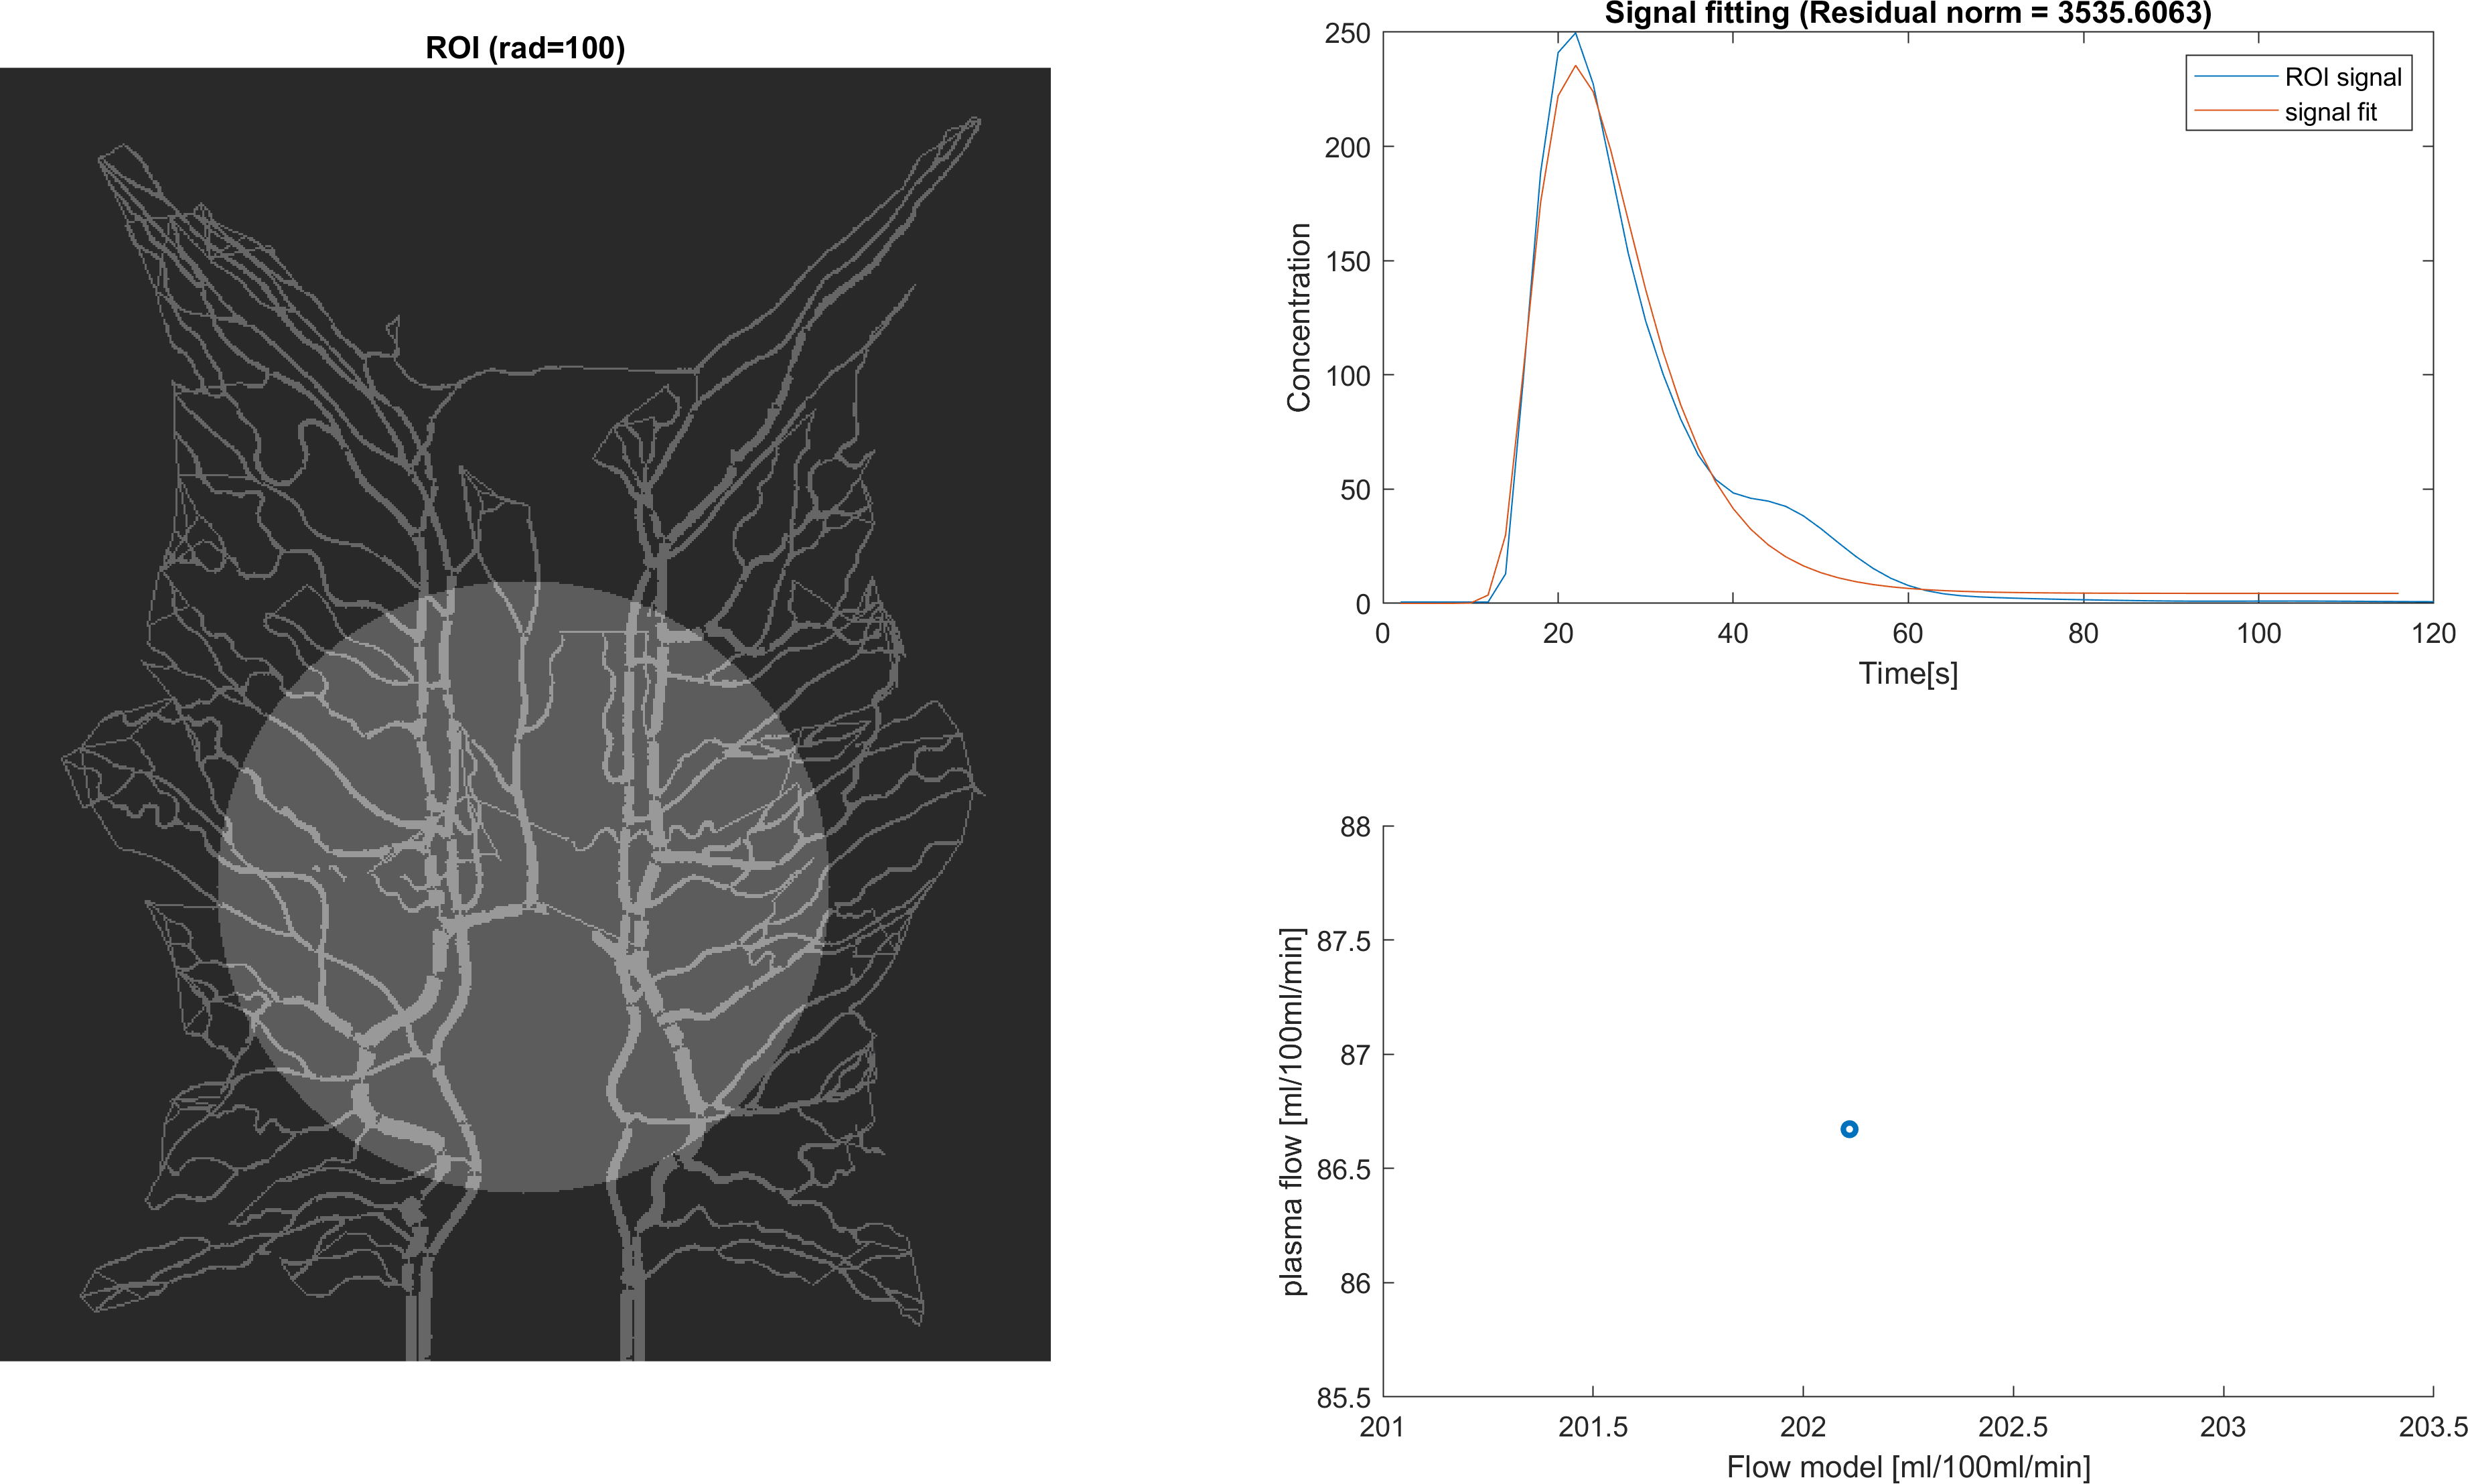 ROI (rad=100)
Signal fitting (Residual norm = 3535.6063)
250
200
150
100
50
0
Concentration
ROI signal
signal fit
0 20 40 60 80 100 120
Time[s]
88
87.5
87
86.5
86
85.5
plasma flow [ml/100ml/min]
201 201.5 202 202.5 203 203.5
Flow model [ml/100ml/min]